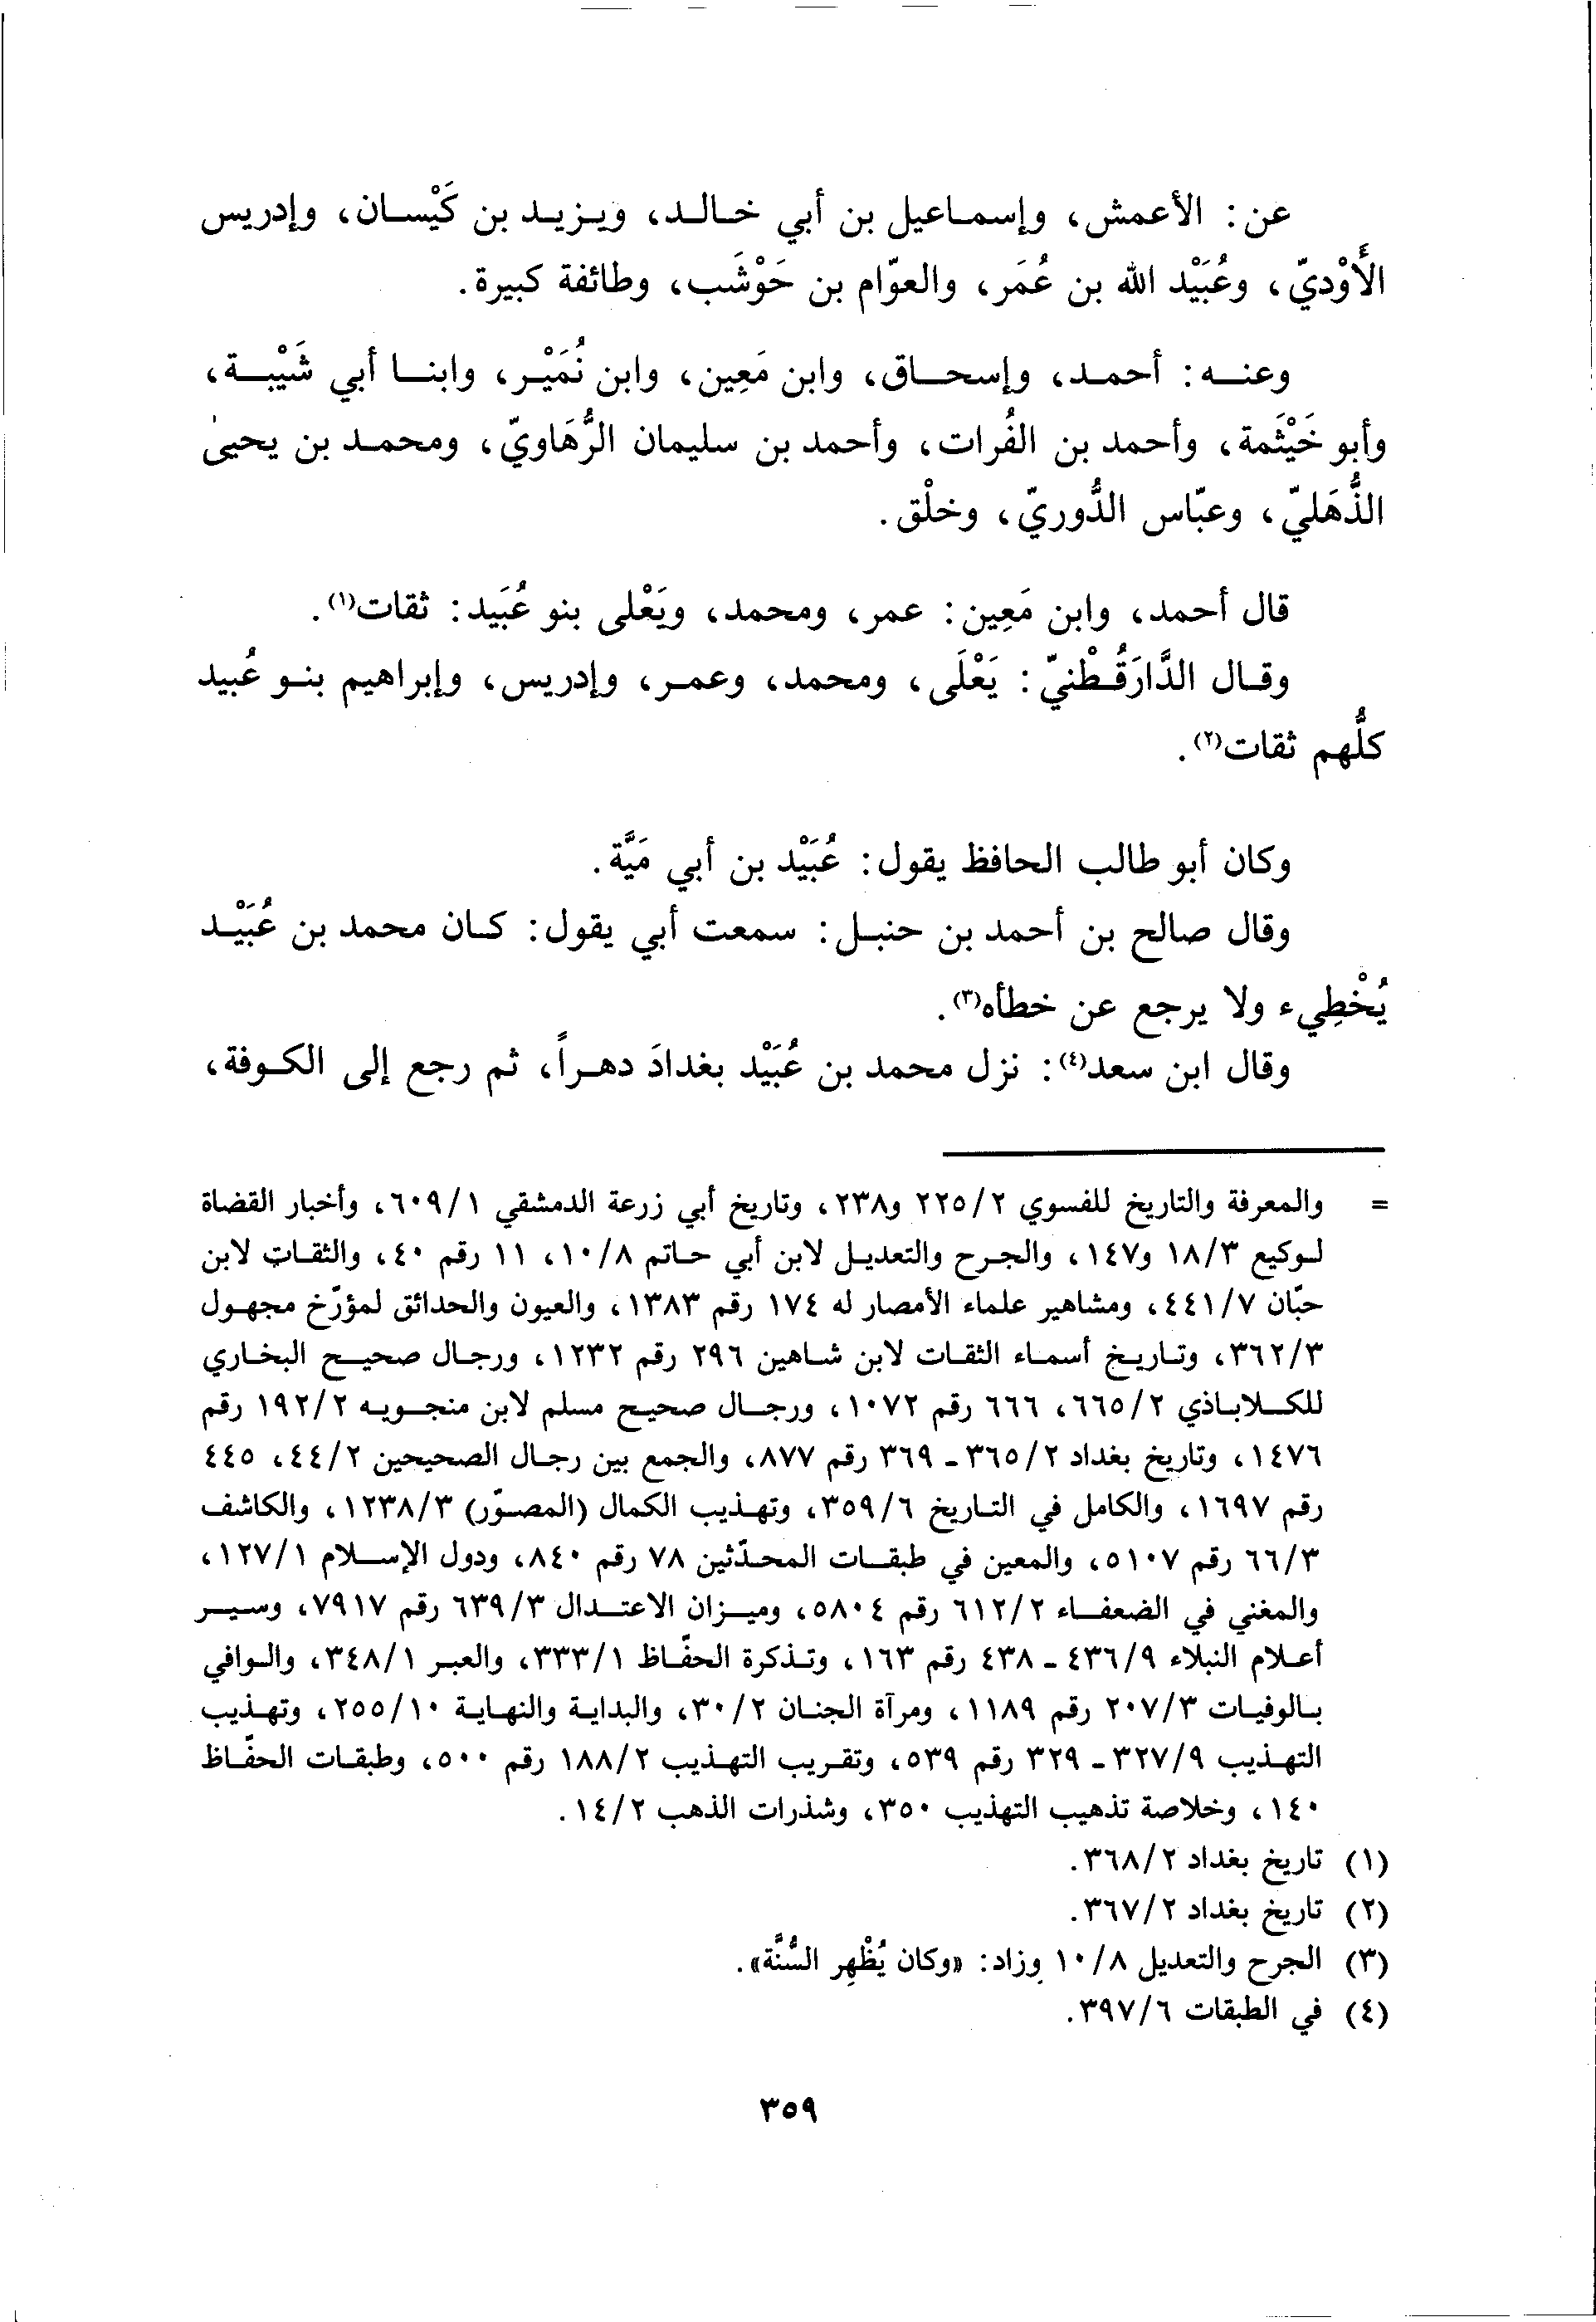 عن: الأعمش، وإسماعيل بن أبي خالد، ويزيد بن كَيْسان، وإدريس
الأَوْديّ، وعُبَيْد الله بن عُمَر، والعوّام بن حَوْشَب، وطائفة كبيرة.
وعنه: أحمد، وإسحاق، وابن مَعِين، وابن نُمَيْر، وابنا أبي شَيْبة،
وأبو خَيْثَمة، وأحمد بن الفُرات، وأحمد بن سليمان الرُّهَاويّ، ومحمد بن يحيىٰ
الذُّهَليّ، وعبّاس الدُّوريّ، وخلْق.
قال أحمد، وابن مَعِين: عمر، ومحمد، ويَعْلى بنو عُبَيد: ثقات(١).
وقال الدَّارَقُطْنيّ: يَعْلَى، ومحمد، وعمر، وإدريس، وإبراهيم بنو عُبيد
كلُّهم ثقات(٢).
وكان أبو طالب الحافظ يقول: عُبَيْد بن أبي مَيَّة.
وقال صالح بن أحمد بن حنبل: سمعت أبي يقول: كان محمد بن عُبَيْد
يُخْطِيء ولا يرجع عن خطأه(٣).
وقال ابن سعد(٤): نزل محمد بن عُبَيْد بغدادَ دهراً، ثم رجع إلى الكوفة،
= والمعرفة والتاريخ للفسوي ٢/٢٢٥ و٢٣٨، وتاريخ أبي زرعة الدمشقي ١/٦٠٩، وأخبار القضاة
لوكيع ٣/١٨ و١٤٧، والجرح والتعديل لابن أبي حاتم ٨/١٠، ١١ رقم ٤٠، والثقات لابن
حبّان ٧/٤٤١، ومشاهير علماء الأمصار له ١٧٤ رقم ١٣٨٣، والعيون والحدائق لمؤرّخ مجهول
٣/٣٦٢، وتاريخ أسماء الثقات لابن شاهين ٢٩٦ رقم ١٢٣٢، ورجال صحيح البخاري
للكلاباذي ٢/٦٦٥، ٦٦٦ رقم ١٠٧٢، ورجال صحيح مسلم لابن منجويه ٢/١٩٢ رقم
١٤٧٦، وتاريخ بغداد ٢/٣٦٥ - ٣٦٩ رقم ٨٧٧، والجمع بين رجال الصحيحين ٢/٤٤، ٤٤٥
رقم ١٦٩٧، والكامل في التاريخ ٦/٣٥٩، وتهذيب الكمال (المصوّر) ٣/١٢٣٨، والكاشف
٣/٦٦ رقم ٥١٠٧، والمعين في طبقات المحدّثين ٧٨ رقم ٨٤٠، ودول الإسلام ١/١٢٧،
والمغني في الضعفاء ٢/٦١٢ رقم ٥٨٠٤، وميزان الاعتدال ٣/٦٣٩ رقم ٧٩١٧، وسير
أعلام النبلاء ٩/٤٣٦ - ٤٣٨ رقم ١٦٣، وتذكرة الحفّاظ ١/٣٣٣، والعبر ١/٣٤٨، والوافي
بالوفيات ٣/٢٠٧ رقم ١١٨٩، ومرآة الجنان ٢/٣٠، والبداية والنهاية ١٠/٢٥٥، وتهذيب
التهذيب ٩/٣٢٧ - ٣٢٩ رقم ٥٣٩، وتقريب التهذيب ٢/١٨٨ رقم ٥٠٠، وطبقات الحفّاظ
١٤٠، وخلاصة تذهيب التهذيب ٣٥٠، وشذرات الذهب ٢/١٤.
(١) تاريخ بغداد ٢/٣٦٨.
(٢) تاريخ بغداد ٢/٣٦٧.
(٣) الجرح والتعديل ٨/١٠ وزاد: «وكان يُظْهِر السُّنَّة».
(٤) في الطبقات ٦/٣٩٧.
٣٥٩